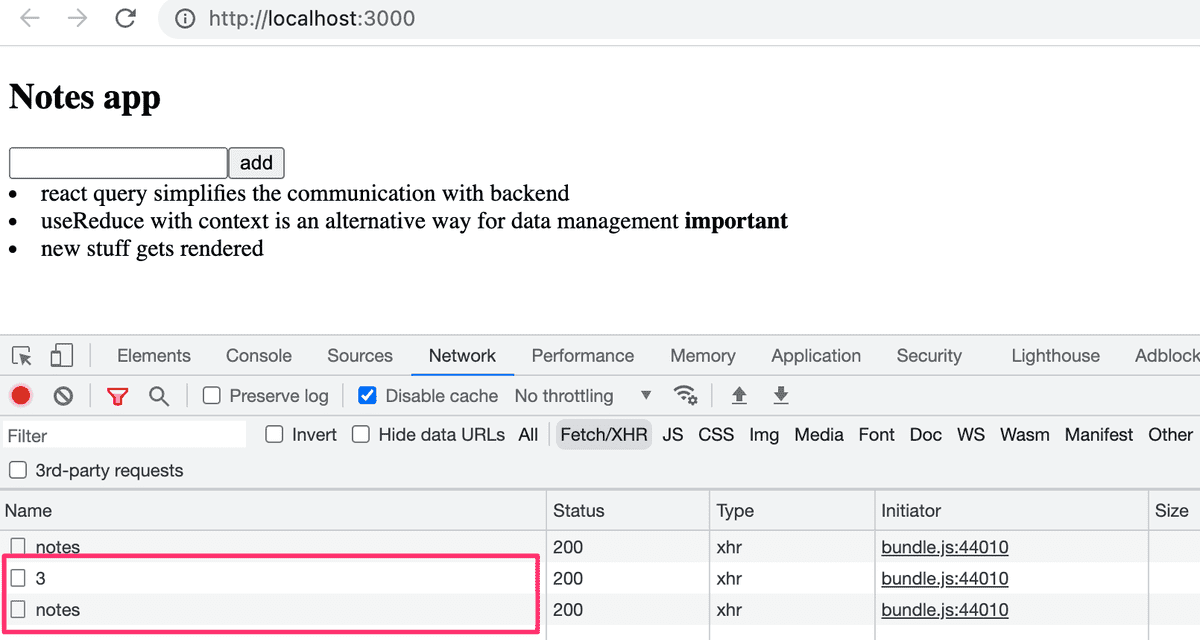 http://localhost:3000
Notes app
add
react query simplifies the communication with backend
useReduce with context is an alternative way for data management important
new stuff gets rendered
Elements Console Sources Network Performance Memory Application Security Lighthouse Adblock
Preserve log Disable cache No throttling
Filter Invert Hide data URLs All Fetch/XHR JS CSS Img Media Font Doc WS Wasm Manifest Other
3rd-party requests
Name Status Type Initiator Size
notes 200 xhr bundle.js:44010
3 200 xhr bundle.js:44010
notes 200 xhr bundle.js:44010